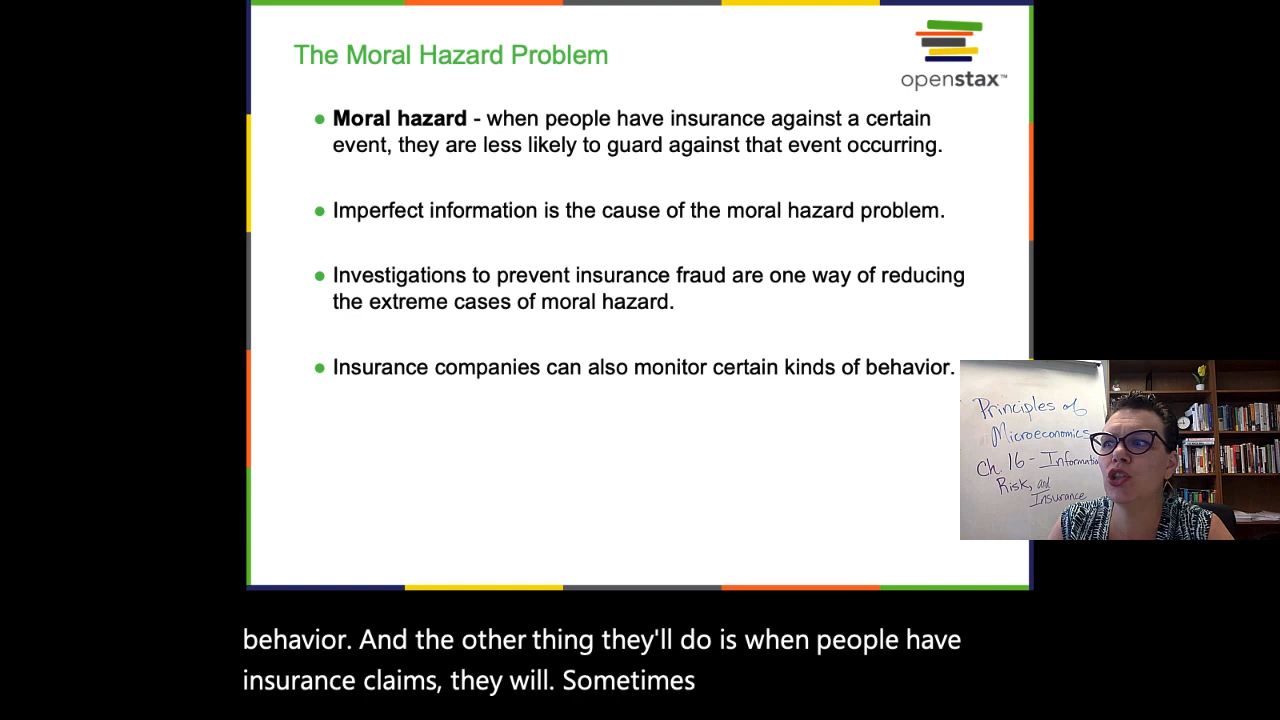 The Moral Hazard Problem
openstax™
● Moral hazard - when people have insurance against a certain
event, they are less likely to guard against that event occurring.
● Imperfect information is the cause of the moral hazard problem.
● Investigations to prevent insurance fraud are one way of reducing
the extreme cases of moral hazard.
● Insurance companies can also monitor certain kinds of behavior.
Principles of
Microeconomics
Ch 16 - Informatio
Risk, and
Insurance
behavior. And the other thing they'll do is when people have
insurance claims, they will. Sometimes